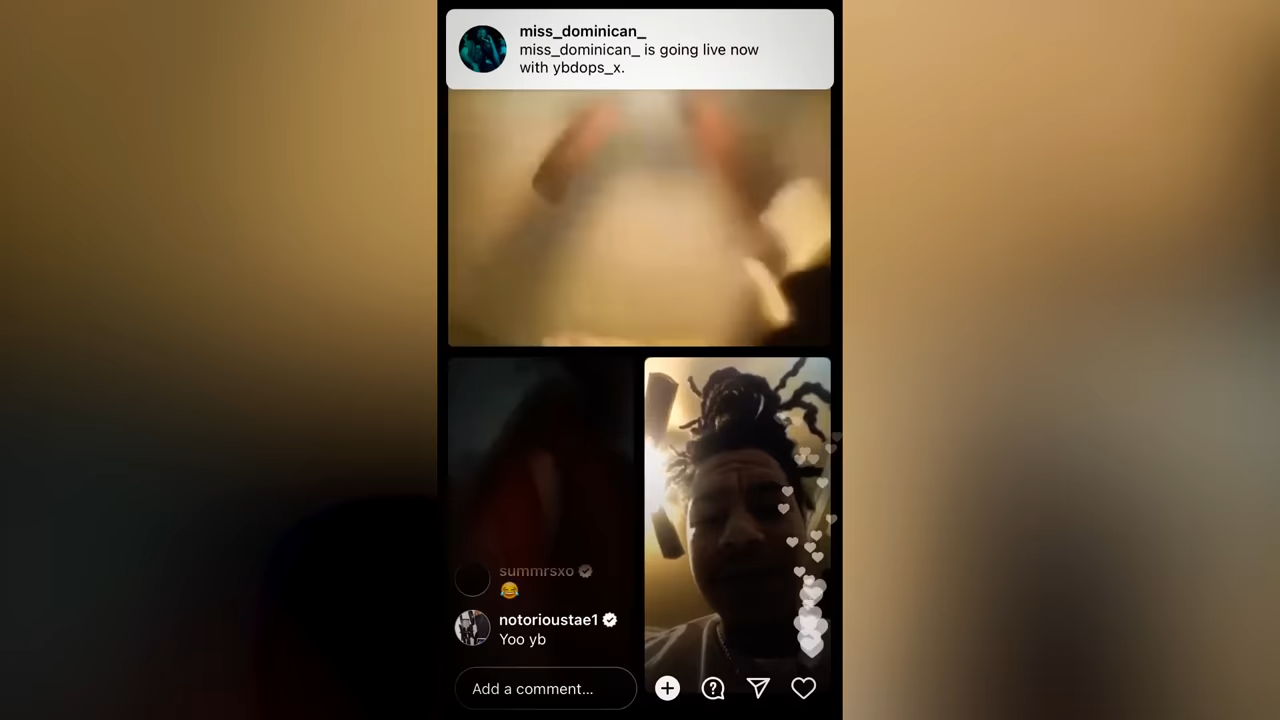 miss_dominican_
miss_dominican_ is going live now
with ybdops_x.
summrsxo
😂
notorioustae1
Yoo yb
Add a comment...